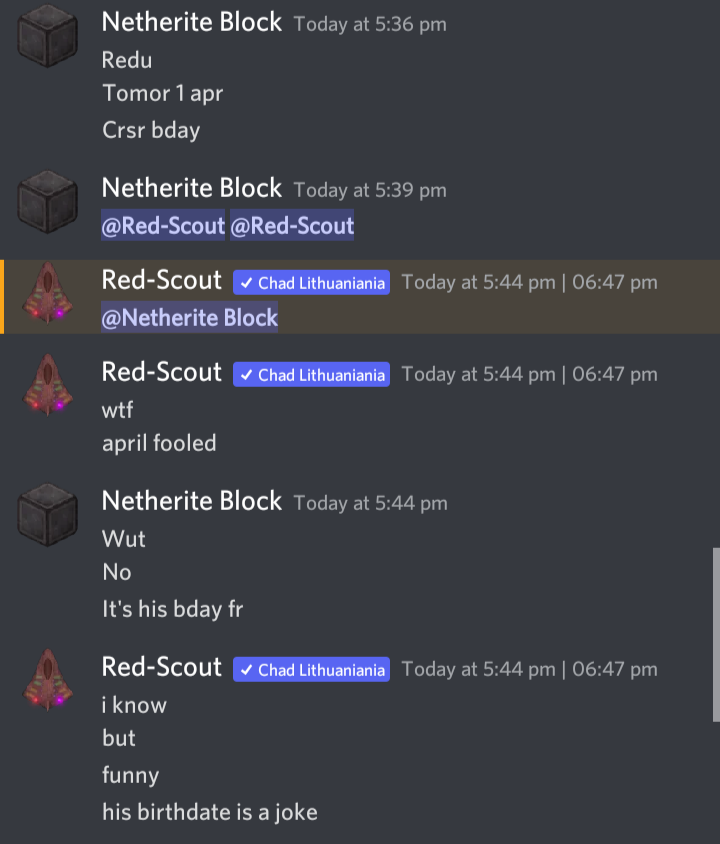 Netherite Block Today at 5:36 pm
Redu
Tomor 1 apr
Crsr bday
Netherite Block Today at 5:39 pm
@Red-Scout @Red-Scout
Red-Scout ✓ Chad Lithuaniania Today at 5:44 pm | 06:47 pm
@Netherite Block
Red-Scout ✓ Chad Lithuaniania Today at 5:44 pm | 06:47 pm
wtf
april fooled
Netherite Block Today at 5:44 pm
Wut
No
It's his bday fr
Red-Scout ✓ Chad Lithuaniania Today at 5:44 pm | 06:47 pm
i know
but
funny
his birthdate is a joke